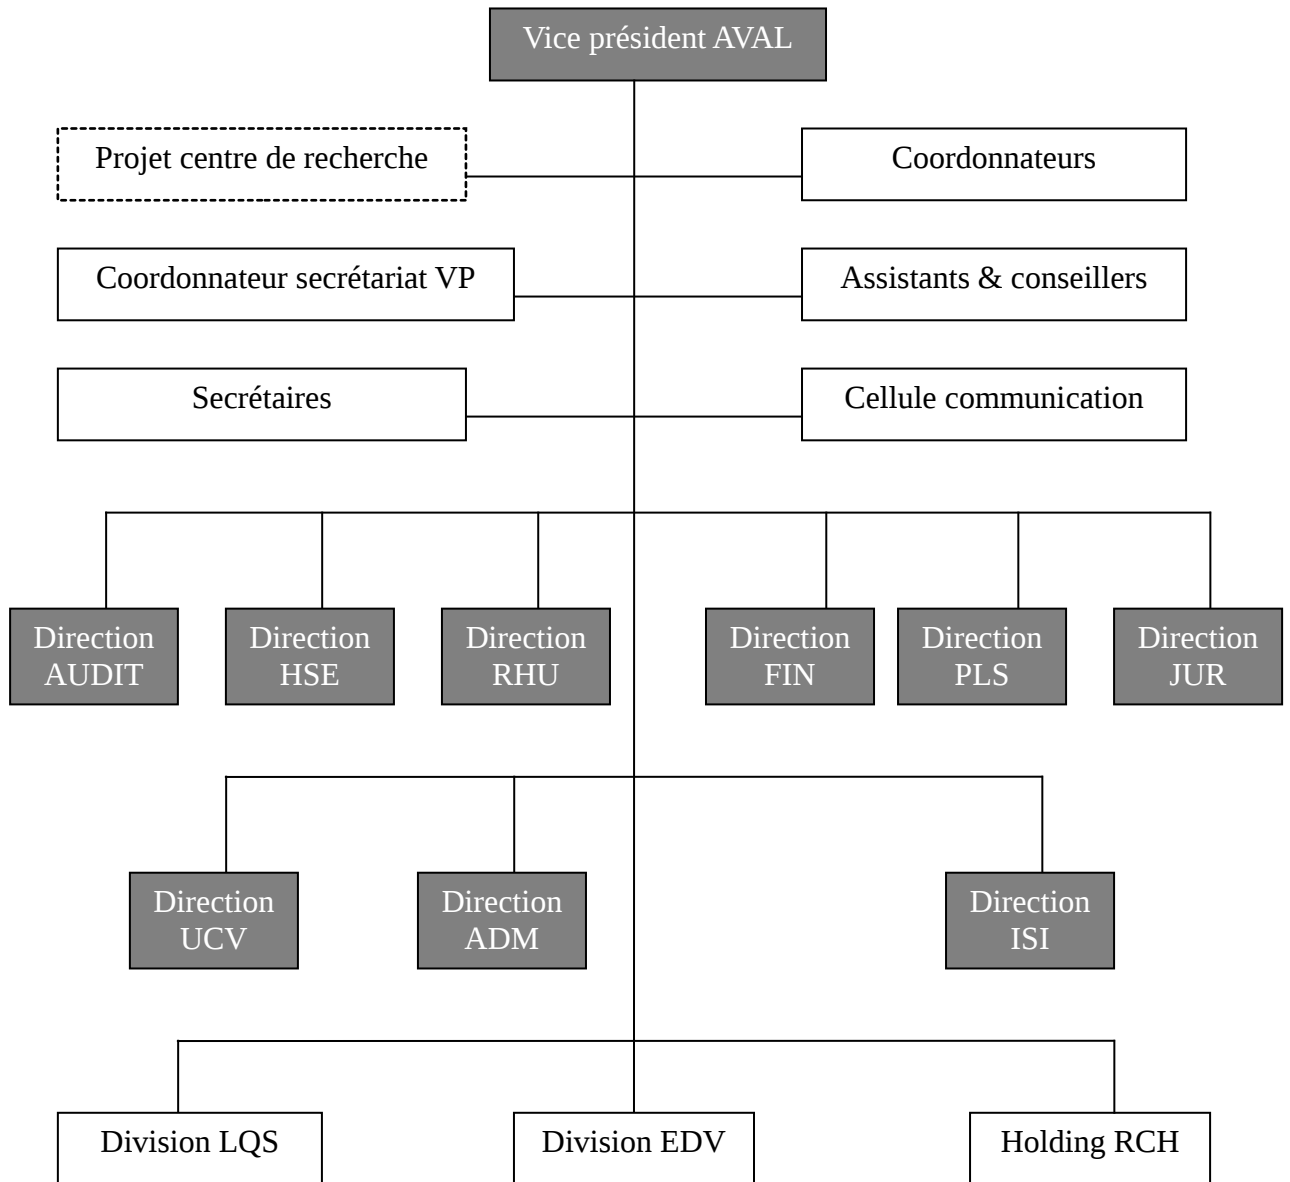 Vice président AVAL
Projet centre de recherche
Coordonnateurs
Coordonnateur secrétariat VP
Assistants & conseillers
Secrétaires
Cellule communication
Direction
AUDIT
Direction
HSE
Direction
RHU
Direction
FIN
Direction
PLS
Direction
JUR
Direction
UCV
Direction
ADM
Direction
ISI
Division LQS
Division EDV
Holding RCH